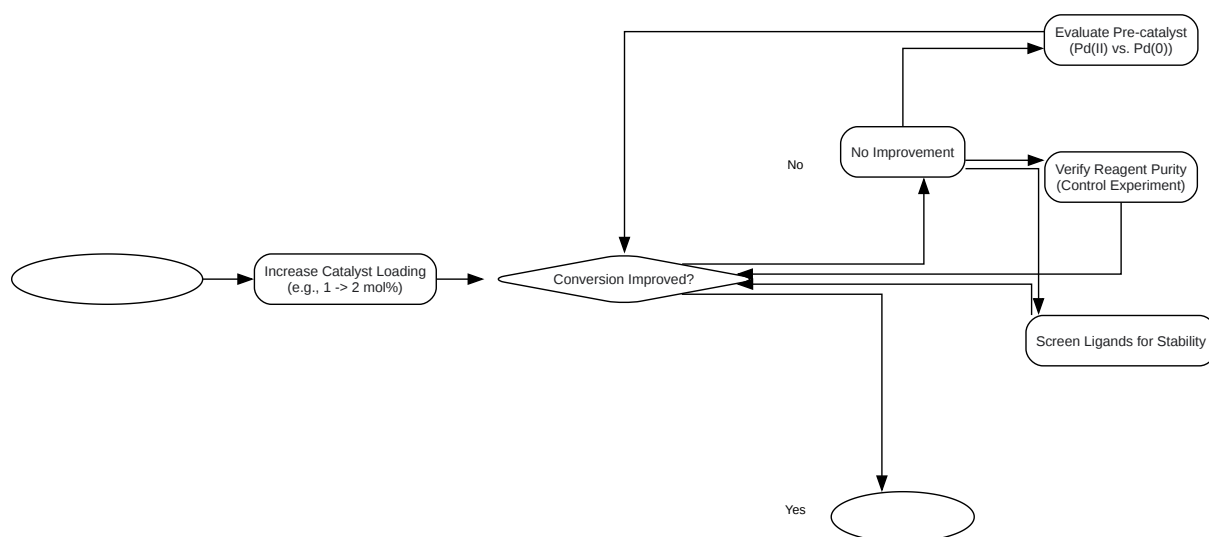 Evaluate Pre-catalyst
(Pd(II) vs. Pd(0))
No Improvement
No
Verify Reagent Purity
(Control Experiment)
Increase Catalyst Loading
(e.g., 1 -> 2 mol%)
Conversion Improved?
Screen Ligands for Stability
Yes